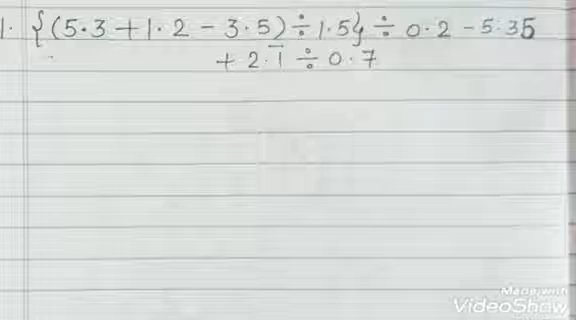 1. {(5.3 + 1.2 - 3.5) ÷ 1.5} ÷ 0.2 - 5.35
+ 2.1 ÷ 0.7
Made with
VideoShow